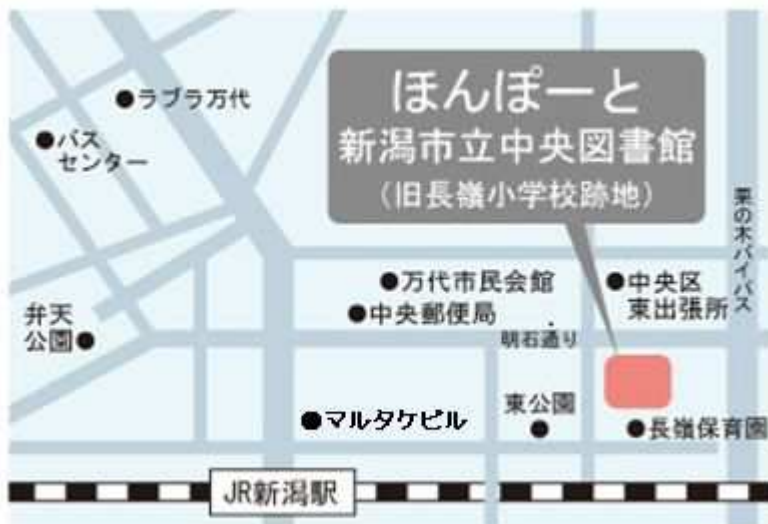 ほんぽーと
新潟市立中央図書館
（旧長嶺小学校跡地）
●ラブラ万代
●バス
センター
栗の木バイパス
●万代市民会館
●中央区
東出張所
●中央郵便局
弁天
公園●
明石通り
●マルタケビル
東公園
●
●長嶺保育園
JR新潟駅